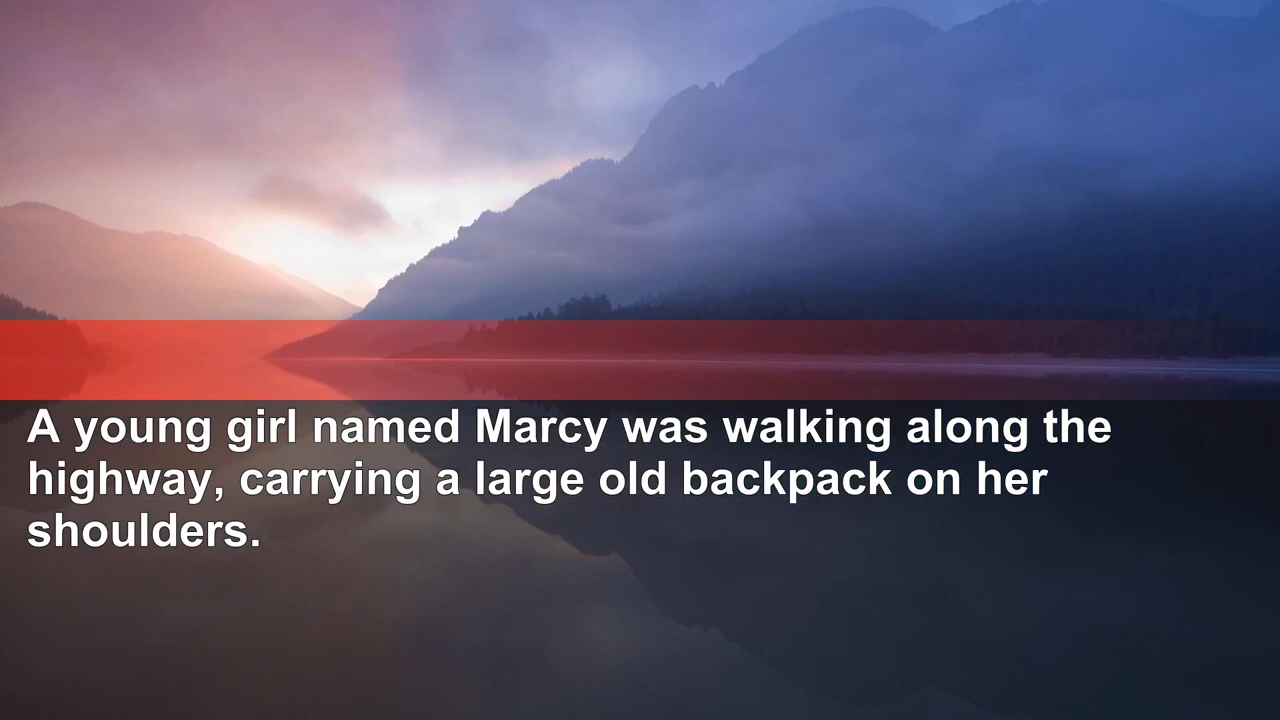 A young girl named Marcy was walking along the
highway, carrying a large old backpack on her
shoulders.